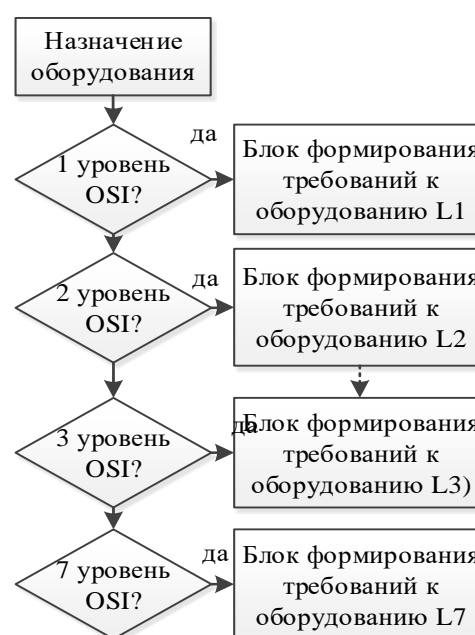 Назначение
оборудования
да
1 уровень
OSI?
Блок формирования
требований к
оборудованию L1
да
2 уровень
OSI?
Блок формирования
требований к
оборудованию L2
да
3 уровень
OSI?
Блок формирования
требований к
оборудованию L3)
да
7 уровень
OSI?
Блок формирования
требований к
оборудованию L7